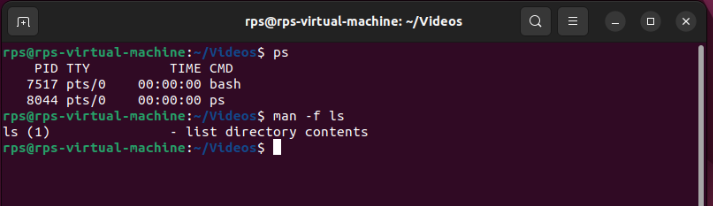 rps@rps-virtual-machine: ~/Videos
rps@rps-virtual-machine:~/Videos$ ps
    PID TTY          TIME CMD
   7517 pts/0    00:00:00 bash
   8044 pts/0    00:00:00 ps
rps@rps-virtual-machine:~/Videos$ man -f ls
ls (1)               - list directory contents
rps@rps-virtual-machine:~/Videos$